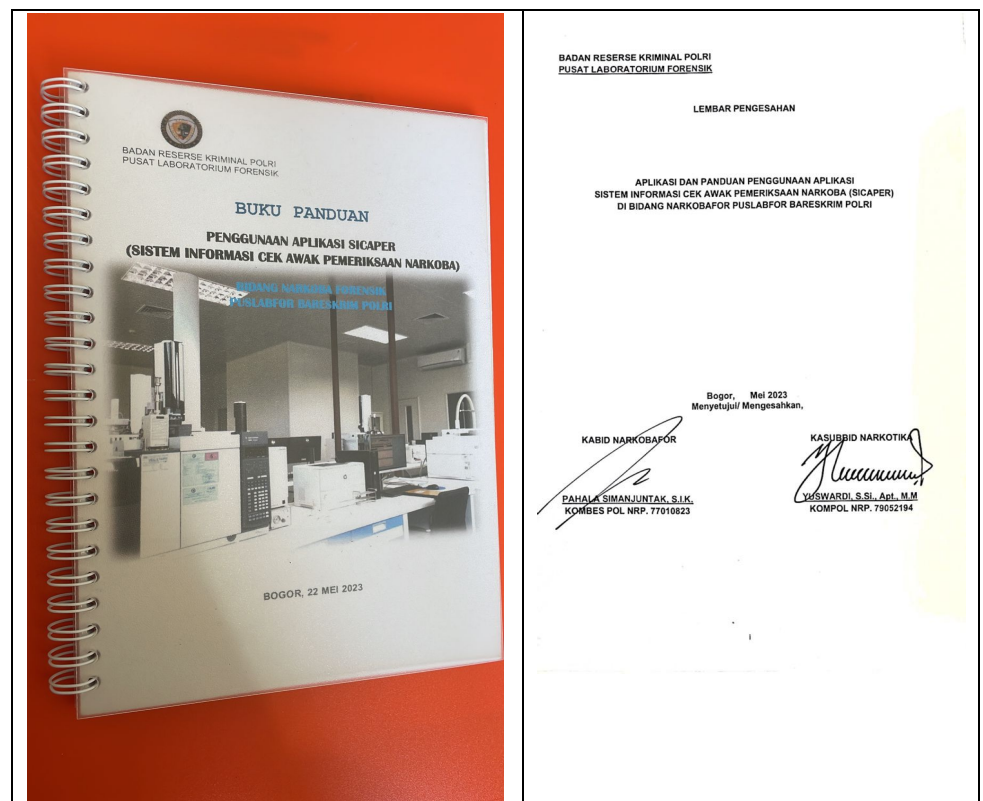 BADAN RESERSE KRIMINAL POLRI
PUSAT LABORATORIUM FORENSIK
BUKU PANDUAN
PENGGUNAAN APLIKASI SICAPER
(SISTEM INFORMASI CEK AWAK PEMERIKSAAN NARKOBA)
BIDANG NARKOBA FORENSIK
PUSLABFOR BARESKRIM POLRI
BOGOR, 22 MEI 2023
BADAN RESERSE KRIMINAL POLRI
PUSAT LABORATORIUM FORENSIK
LEMBAR PENGESAHAN
APLIKASI DAN PANDUAN PENGGUNAAN APLIKASI
SISTEM INFORMASI CEK AWAK PEMERIKSAAN NARKOBA (SICAPER)
DI BIDANG NARKOBAFOR PUSLABFOR BARESKRIM POLRI
Bogor, Mei 2023
Menyetujui/ Mengesahkan,
KABID NARKOBAFOR
PAHALA SIMANJUNTAK, S.I.K.
KOMBES POL NRP. 77010823
KASUBBID NARKOTIKA
YUSWARDI, S.Si., Apt., M.M
KOMPOL NRP. 79052194
i